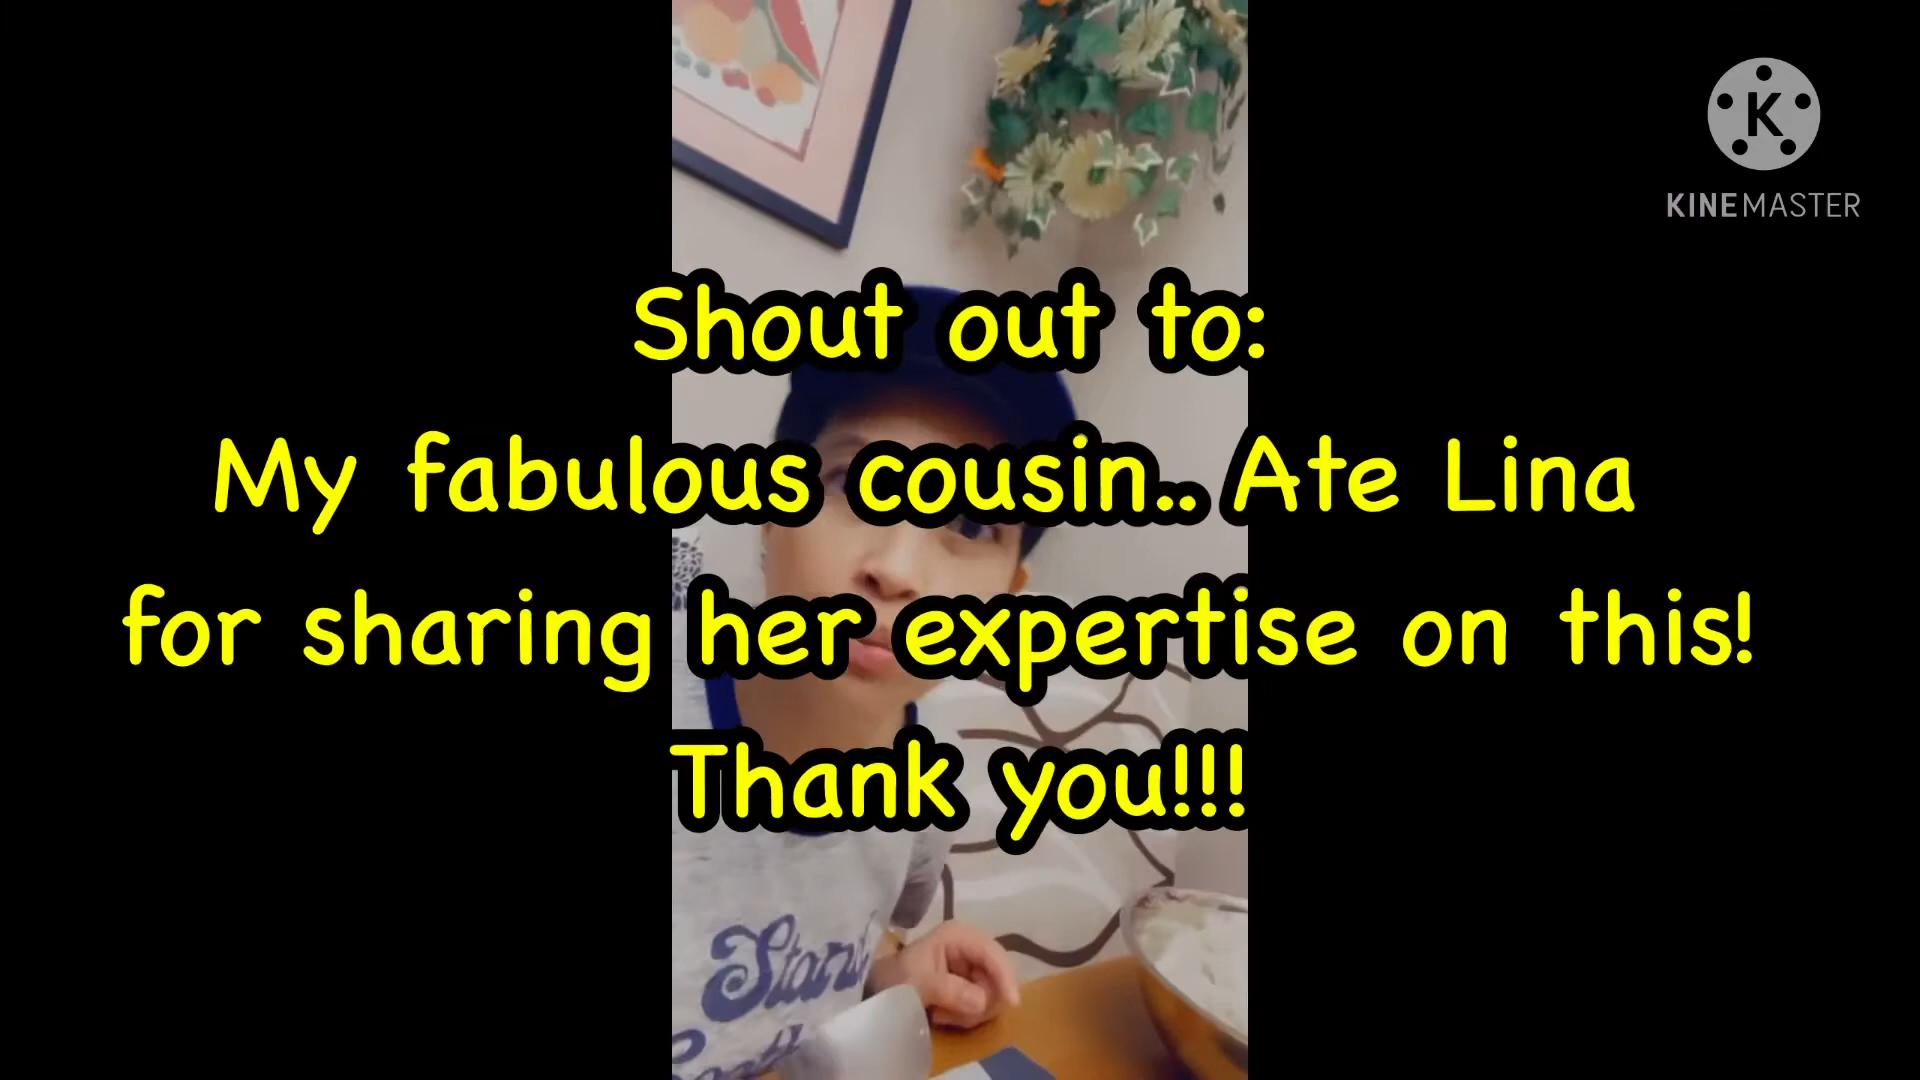 K
KINEMASTER
Shout out to:
My fabulous cousin.. Ate Lina
for sharing her expertise on this!
Thank you!!!